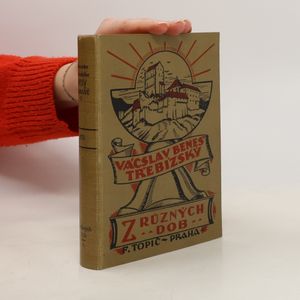 VÁCSLAV BENEŠ
TŘEBÍZSKÝ
Z RŮZNÝCH
DOB
F. TOPIČ-PRAHA